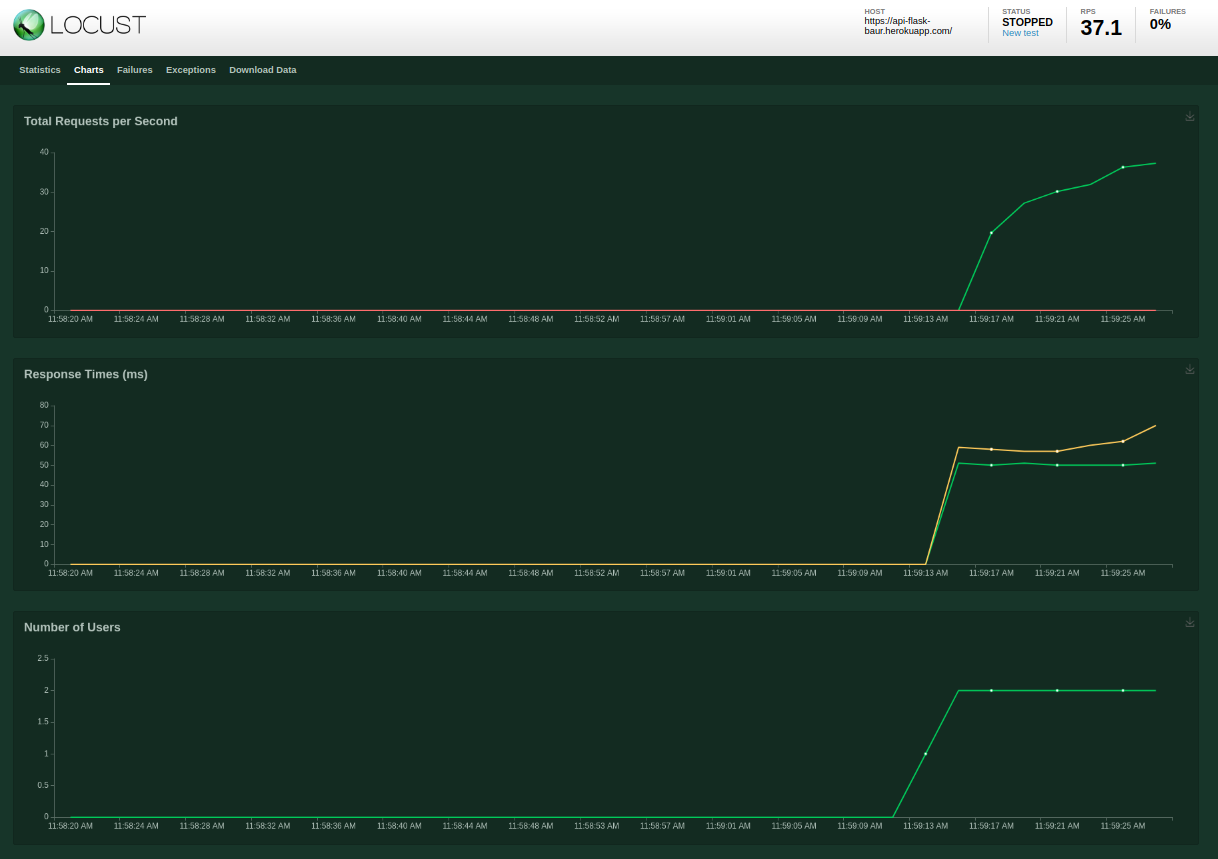 LOCUST
HOST
https://api-flask-
baur.herokuapp.com/
STATUS
STOPPED
New test
RPS
37.1
FAILURES
0%
Statistics Charts Failures Exceptions Download Data
Total Requests per Second
40
30
20
10
0
11:58:20 AM 11:58:24 AM 11:58:28 AM 11:58:32 AM 11:58:36 AM 11:58:40 AM 11:58:44 AM 11:58:48 AM 11:58:52 AM 11:58:57 AM 11:59:01 AM 11:59:05 AM 11:59:09 AM 11:59:13 AM 11:59:17 AM 11:59:21 AM 11:59:25 AM
Response Times (ms)
80
70
60
50
40
30
20
10
0
11:58:20 AM 11:58:24 AM 11:58:28 AM 11:58:32 AM 11:58:36 AM 11:58:40 AM 11:58:44 AM 11:58:48 AM 11:58:52 AM 11:58:57 AM 11:59:01 AM 11:59:05 AM 11:59:09 AM 11:59:13 AM 11:59:17 AM 11:59:21 AM 11:59:25 AM
Number of Users
2.5
2
1.5
1
0.5
0
11:58:20 AM 11:58:24 AM 11:58:28 AM 11:58:32 AM 11:58:36 AM 11:58:40 AM 11:58:44 AM 11:58:48 AM 11:58:53 AM 11:58:57 AM 11:59:01 AM 11:59:05 AM 11:59:09 AM 11:59:13 AM 11:59:17 AM 11:59:21 AM 11:59:25 AM